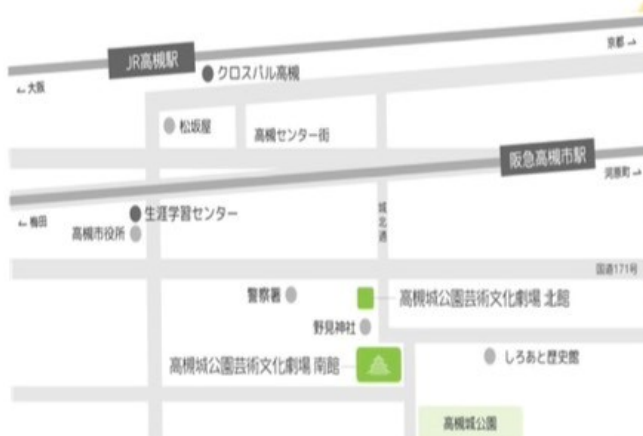 京都→
JR高槻駅
クロスパル高槻
←大阪
松坂屋
高槻センター街
阪急高槻市駅
河原町→
生涯学習センター
←梅田
高槻市役所
城北通
国道171号
警察署
高槻城公園芸術文化劇場 北館
野見神社
しろあと歴史館
高槻城公園芸術文化劇場 南館
高槻城公園